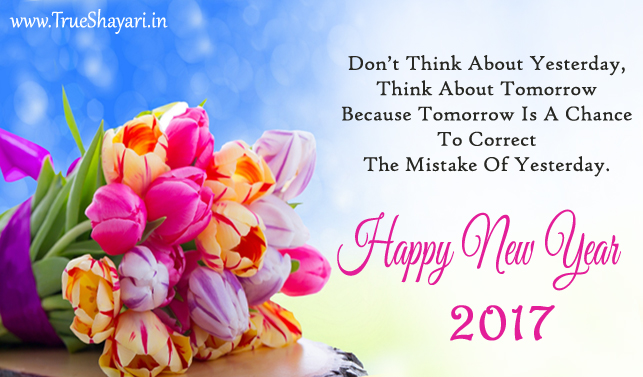 www.TrueShayari.in
Don't Think About Yesterday,
Think About Tomorrow
Because Tomorrow Is A Chance
To Correct
The Mistake Of Yesterday.
Happy New Year
2017